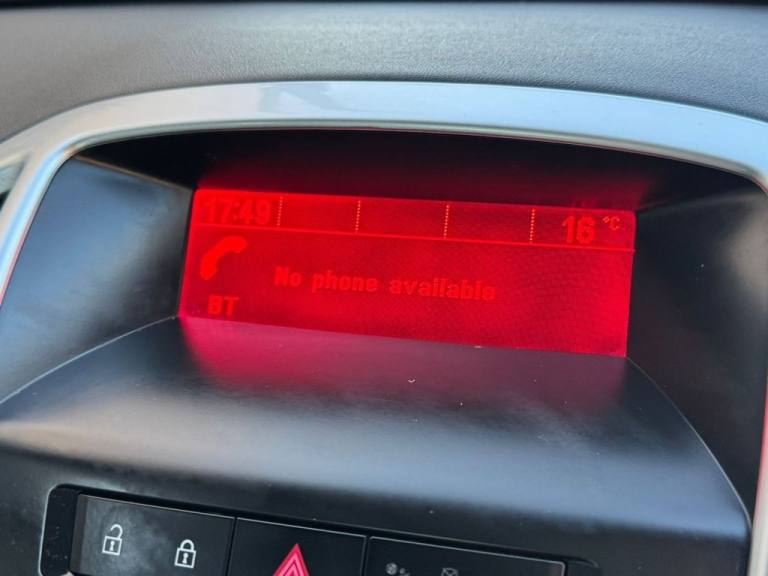 17:49 16 °C
No phone available
BT